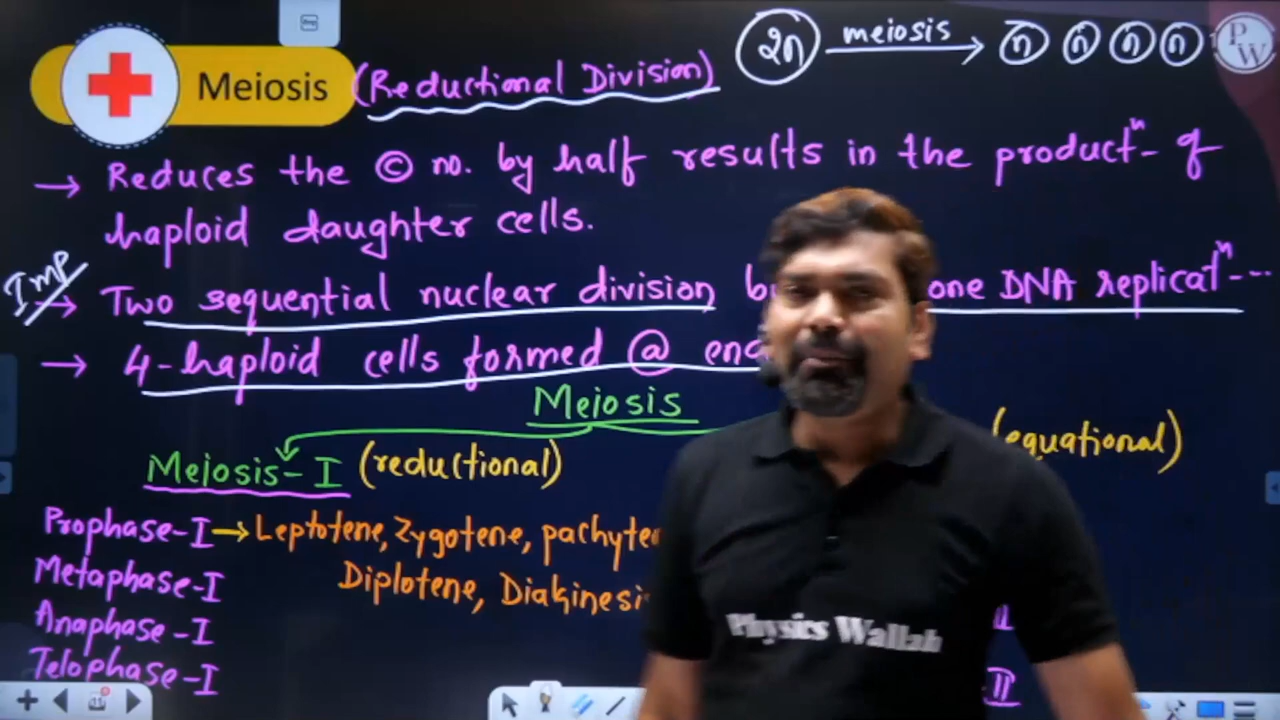 2n meiosis n n n n
PW
Meiosis (Reductional Division)
→ Reduces the © no. by half results in the productⁿ- of
haploid daughter cells.
Imp
→ Two sequential nuclear division one DNA replicatⁿ---
→ 4-haploid cells formed @
Meiosis
Meiosis-I (reductional) (equational)
Prophase-I → Leptotene, Zygotene,
Metaphase-I Diplotene,
Anaphase-I
Telophase-I II
Physics Wallah